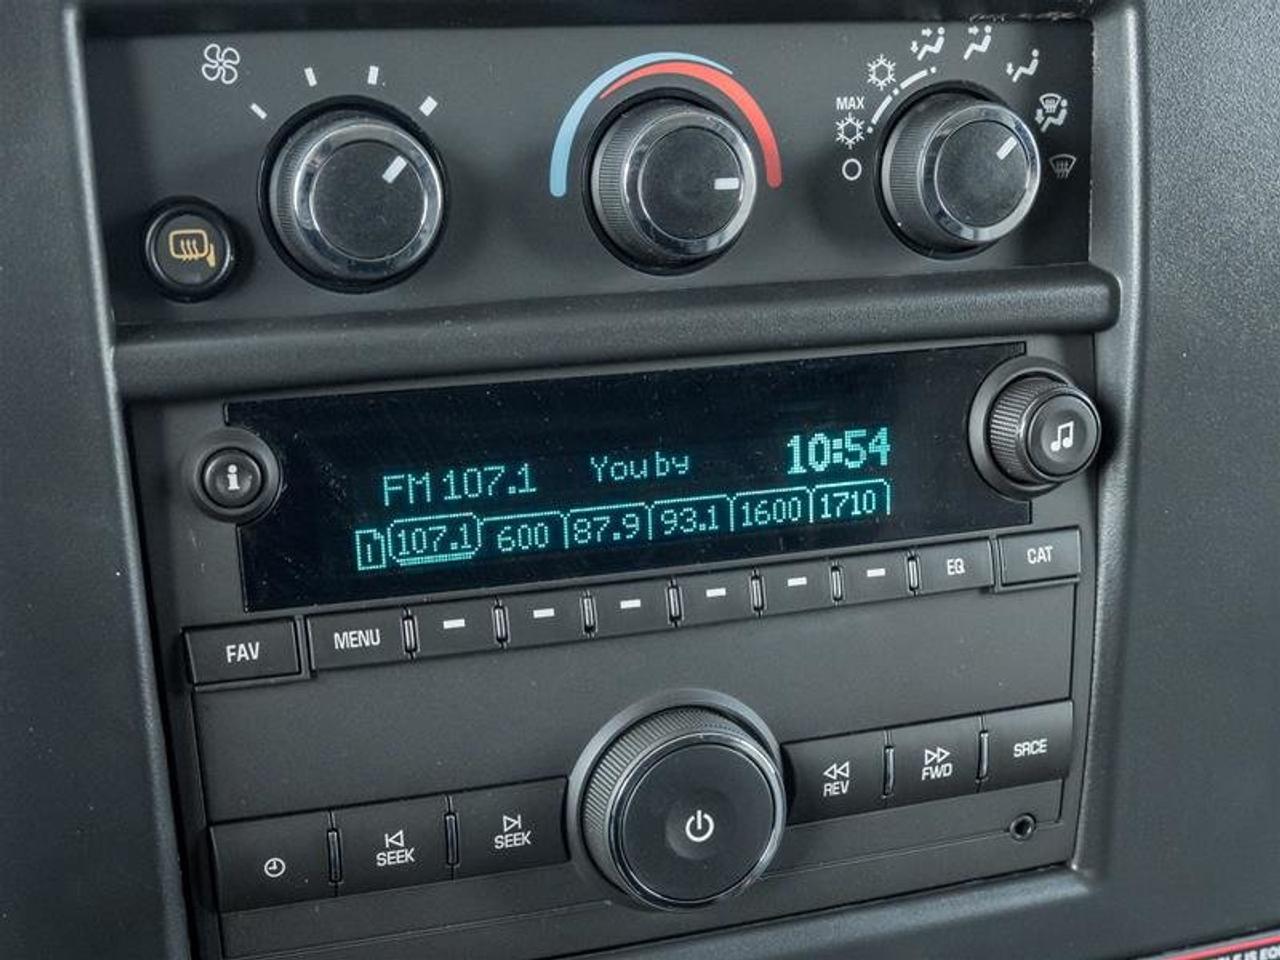 MAX
i
FM 107.1 You by 10:54
1 107.1 600 87.9 93.1 1600 1710
FAV MENU EQ CAT
SEEK SEEK REV FWD SRCE